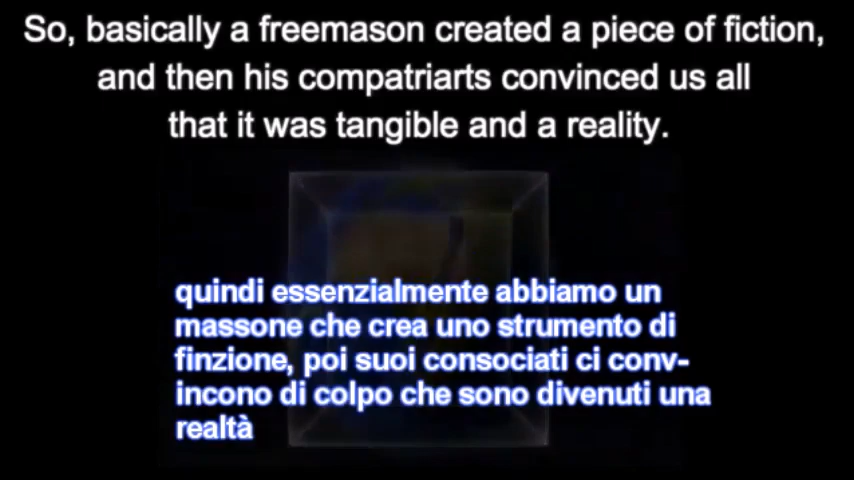 So, basically a freemason created a piece of fiction,
and then his compatriarts convinced us all
that it was tangible and a reality.
quindi essenzialmente abbiamo un
massone che crea uno strumento di
finzione, poi suoi consociati ci conv-
incono di colpo che sono divenuti una
realtà